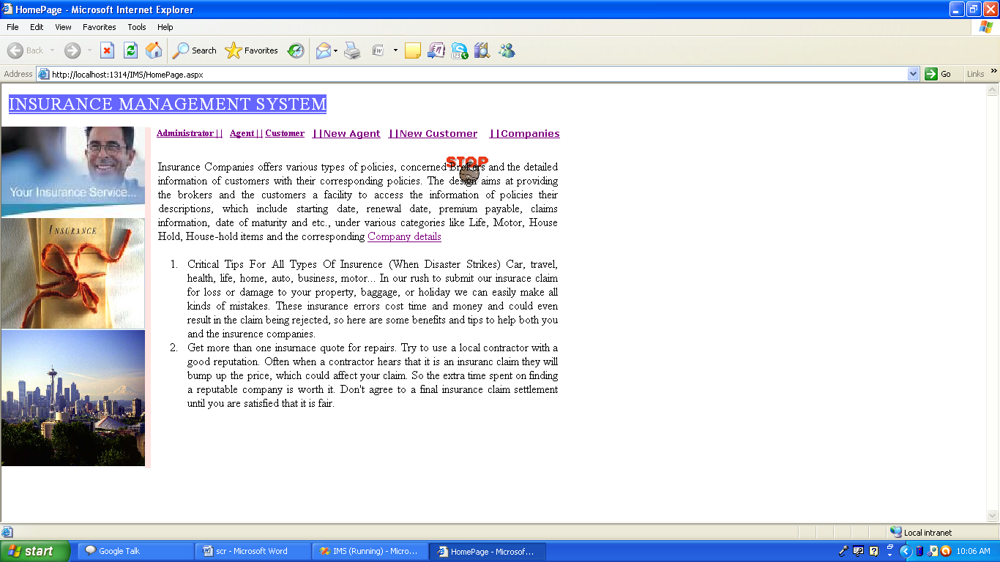 HomePage - Microsoft Internet Explorer
File Edit View Favorites Tools Help
Back Search Favorites
Address http://localhost:1314/IMS/HomePage.aspx Go Links »
INSURANCE MANAGEMENT SYSTEM
Administrator || Agent || Customer ||New Agent ||New Customer ||Companies
Your Insurance Service...
INSURANCE
STOP
Insurance Companies offers various types of policies, concerned Brokers and the detailed
information of customers with their corresponding policies. The design aims at providing
the brokers and the customers a facility to access the information of policies their
descriptions, which include starting date, renewal date, premium payable, claims
information, date of maturity and etc., under various categories like Life, Motor, House
Hold, House-hold items and the corresponding Company details
1. Critical Tips For All Types Of Insurence (When Disaster Strikes) Car, travel,
health, life, home, auto, business, motor... In our rush to submit our insurace claim
for loss or damage to your property, baggage, or holiday we can easily make all
kinds of mistakes. These insurance errors cost time and money and could even
result in the claim being rejected, so here are some benefits and tips to help both you
and the insurence companies.
2. Get more than one insurnace quote for repairs. Try to use a local contractor with a
good reputation. Often when a contractor hears that it is an insuranc claim they will
bump up the price, which could affect your claim. So the extra time spent on finding
a reputable company is worth it. Don't agree to a final insurance claim settlement
until you are satisfied that it is fair.
Local intranet
start Google Talk scr - Microsoft Word IMS (Running) - Micro... HomePage - Microsof... 10:06 AM